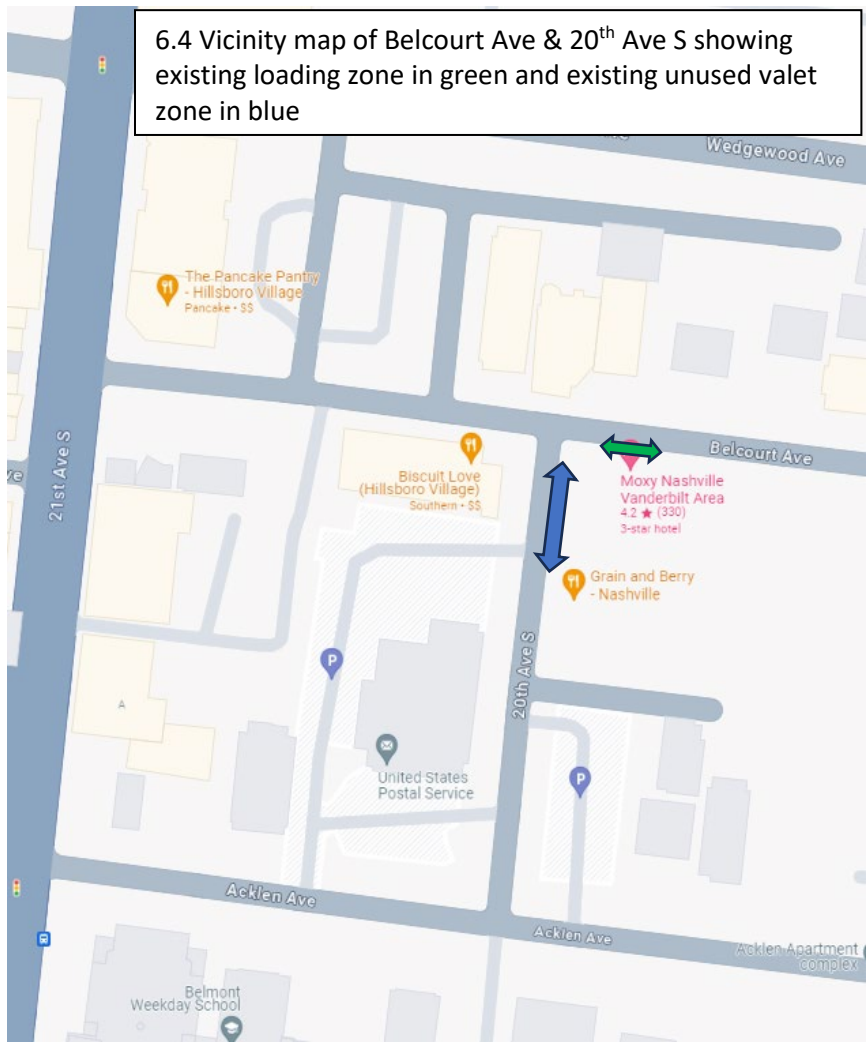 6.4 Vicinity map of Belcourt Ave & 20th Ave S showing
existing loading zone in green and existing unused valet
zone in blue
Wedgewood Ave
The Pancake Pantry
- Hillsboro Village
Pancake • $$
21st Ave S
Belcourt Ave
Biscuit Love
(Hillsboro Village)
Southern • $$
Moxy Nashville
Vanderbilt Area
4.2 ★ (330)
3-star hotel
Grain and Berry
- Nashville
20th Ave S
P
A
United States
Postal Service
P
Acklen Ave
Acklen Ave
Acklen Apartment
complex
Belmont
Weekday School